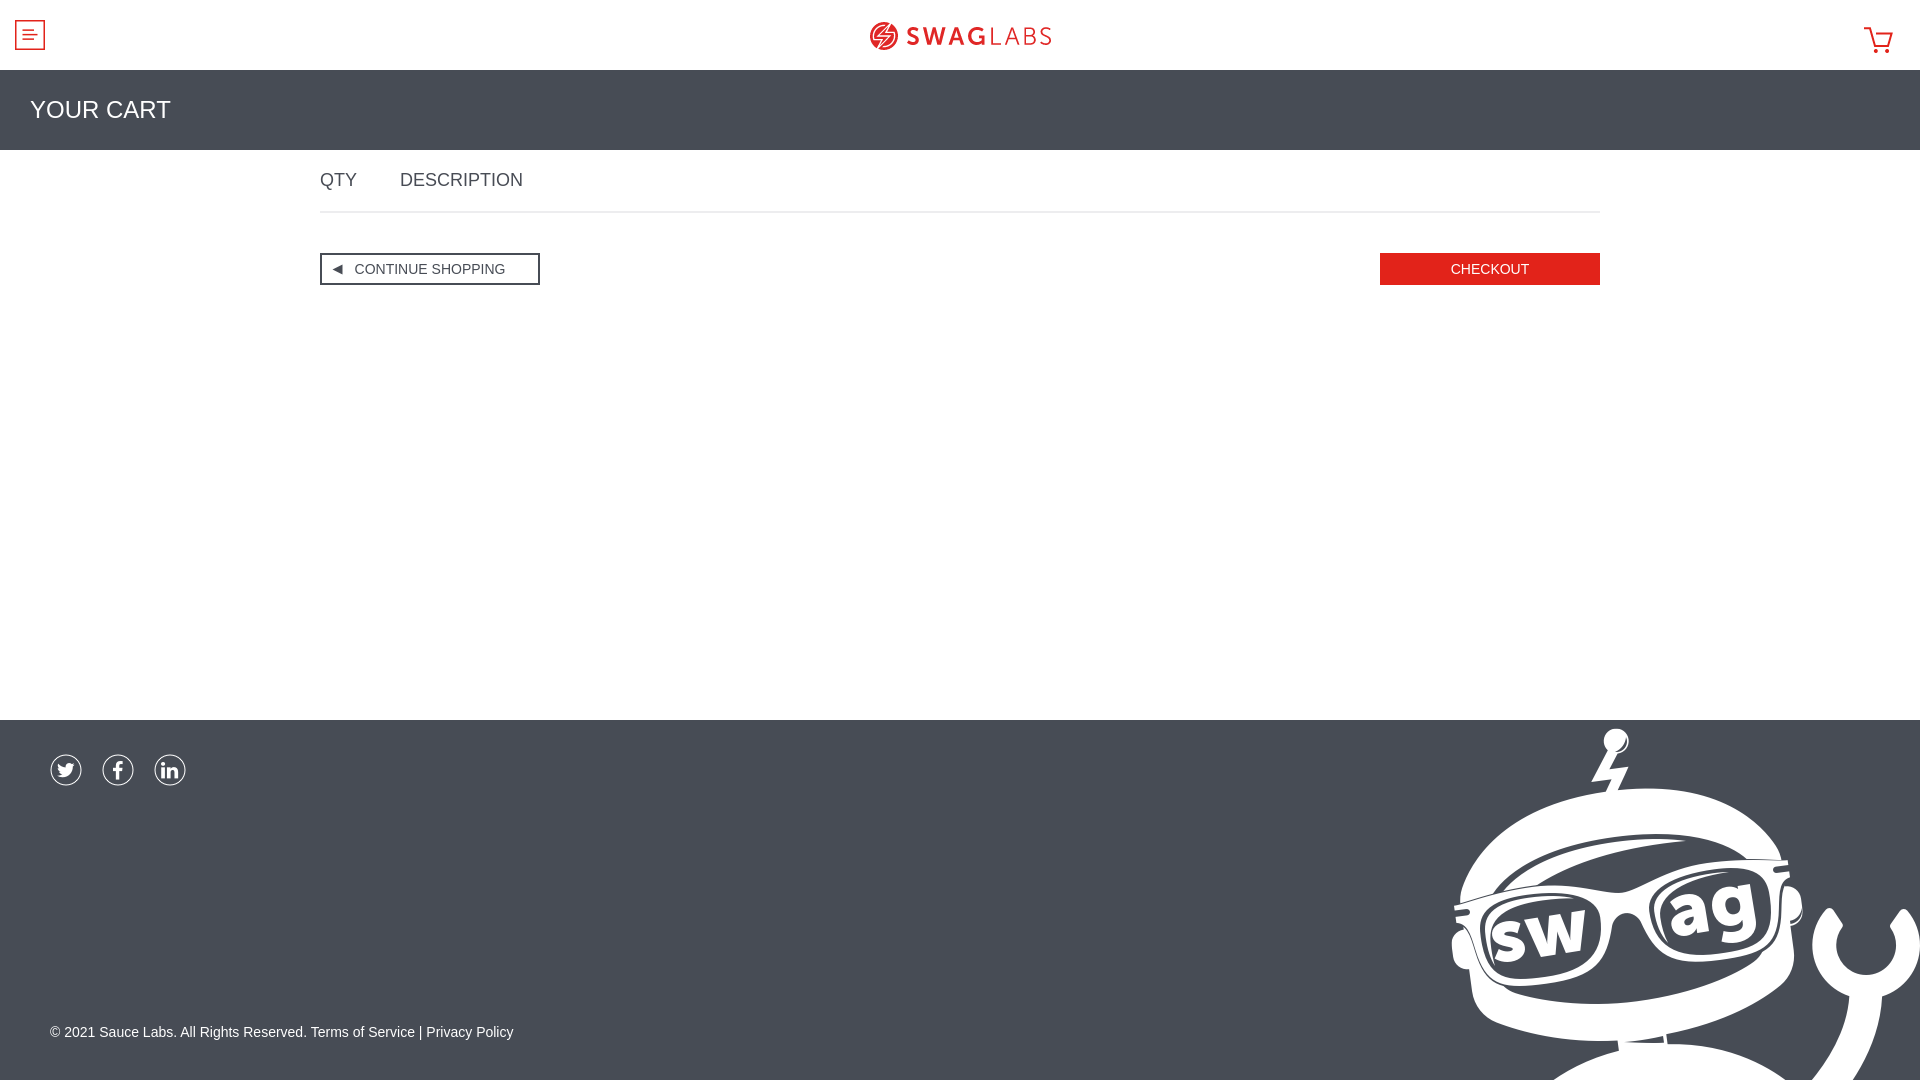 SWAGLABS
YOUR CART
QTY DESCRIPTION
CONTINUE SHOPPING CHECKOUT
sw ag
© 2021 Sauce Labs. All Rights Reserved. Terms of Service | Privacy Policy